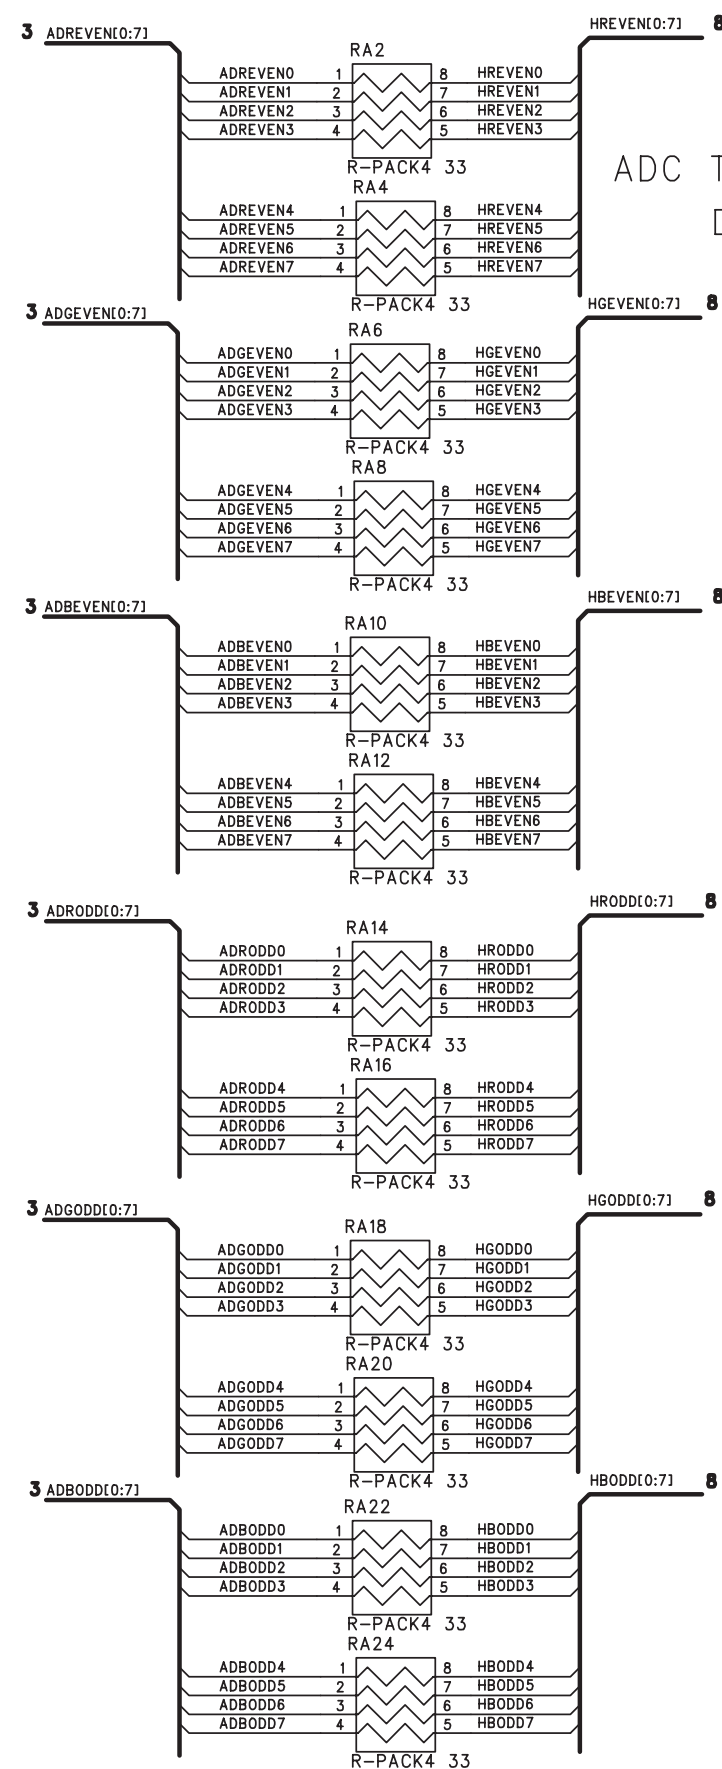 3 ADREVEN[0:7] HREVEN[0:7] 8
RA2
ADREVEN0 1 8 HREVEN0
ADREVEN1 2 7 HREVEN1
ADREVEN2 3 6 HREVEN2
ADREVEN3 4 5 HREVEN3
R-PACK4 33
ADC T
RA4
D
ADREVEN4 1 8 HREVEN4
ADREVEN5 2 7 HREVEN5
ADREVEN6 3 6 HREVEN6
ADREVEN7 4 5 HREVEN7
R-PACK4 33
3 ADGEVEN[0:7] HGEVEN[0:7] 8
RA6
ADGEVEN0 1 8 HGEVEN0
ADGEVEN1 2 7 HGEVEN1
ADGEVEN2 3 6 HGEVEN2
ADGEVEN3 4 5 HGEVEN3
R-PACK4 33
RA8
ADGEVEN4 1 8 HGEVEN4
ADGEVEN5 2 7 HGEVEN5
ADGEVEN6 3 6 HGEVEN6
ADGEVEN7 4 5 HGEVEN7
R-PACK4 33
3 ADBEVEN[0:7] HBEVEN[0:7] 8
RA10
ADBEVEN0 1 8 HBEVEN0
ADBEVEN1 2 7 HBEVEN1
ADBEVEN2 3 6 HBEVEN2
ADBEVEN3 4 5 HBEVEN3
R-PACK4 33
RA12
ADBEVEN4 1 8 HBEVEN4
ADBEVEN5 2 7 HBEVEN5
ADBEVEN6 3 6 HBEVEN6
ADBEVEN7 4 5 HBEVEN7
R-PACK4 33
3 ADRODD[0:7] HRODD[0:7] 8
RA14
ADRODD0 1 8 HRODD0
ADRODD1 2 7 HRODD1
ADRODD2 3 6 HRODD2
ADRODD3 4 5 HRODD3
R-PACK4 33
RA16
ADRODD4 1 8 HRODD4
ADRODD5 2 7 HRODD5
ADRODD6 3 6 HRODD6
ADRODD7 4 5 HRODD7
R-PACK4 33
3 ADGODD[0:7] HGODD[0:7] 8
RA18
ADGODD0 1 8 HGODD0
ADGODD1 2 7 HGODD1
ADGODD2 3 6 HGODD2
ADGODD3 4 5 HGODD3
R-PACK4 33
RA20
ADGODD4 1 8 HGODD4
ADGODD5 2 7 HGODD5
ADGODD6 3 6 HGODD6
ADGODD7 4 5 HGODD7
R-PACK4 33
3 ADBODD[0:7] HBODD[0:7] 8
RA22
ADBODD0 1 8 HBODD0
ADBODD1 2 7 HBODD1
ADBODD2 3 6 HBODD2
ADBODD3 4 5 HBODD3
R-PACK4 33
RA24
ADBODD4 1 8 HBODD4
ADBODD5 2 7 HBODD5
ADBODD6 3 6 HBODD6
ADBODD7 4 5 HBODD7
R-PACK4 33